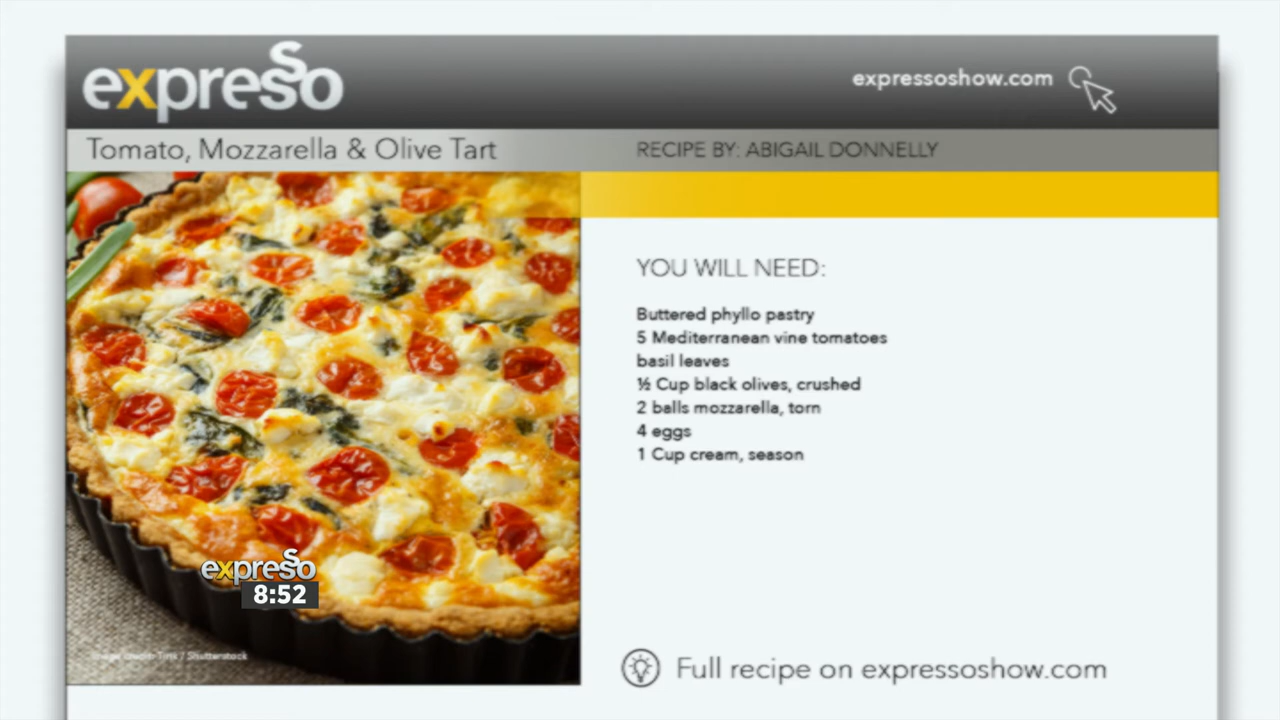 expresso
expressoshow.com
Tomato, Mozzarella & Olive Tart
RECIPE BY: ABIGAIL DONNELLY
YOU WILL NEED:
Buttered phyllo pastry
5 Mediterranean vine tomatoes
basil leaves
½ Cup black olives, crushed
2 balls mozzarella, torn
4 eggs
1 Cup cream, season
expresso
8:52
/ Shutterstock
Full recipe on expressoshow.com